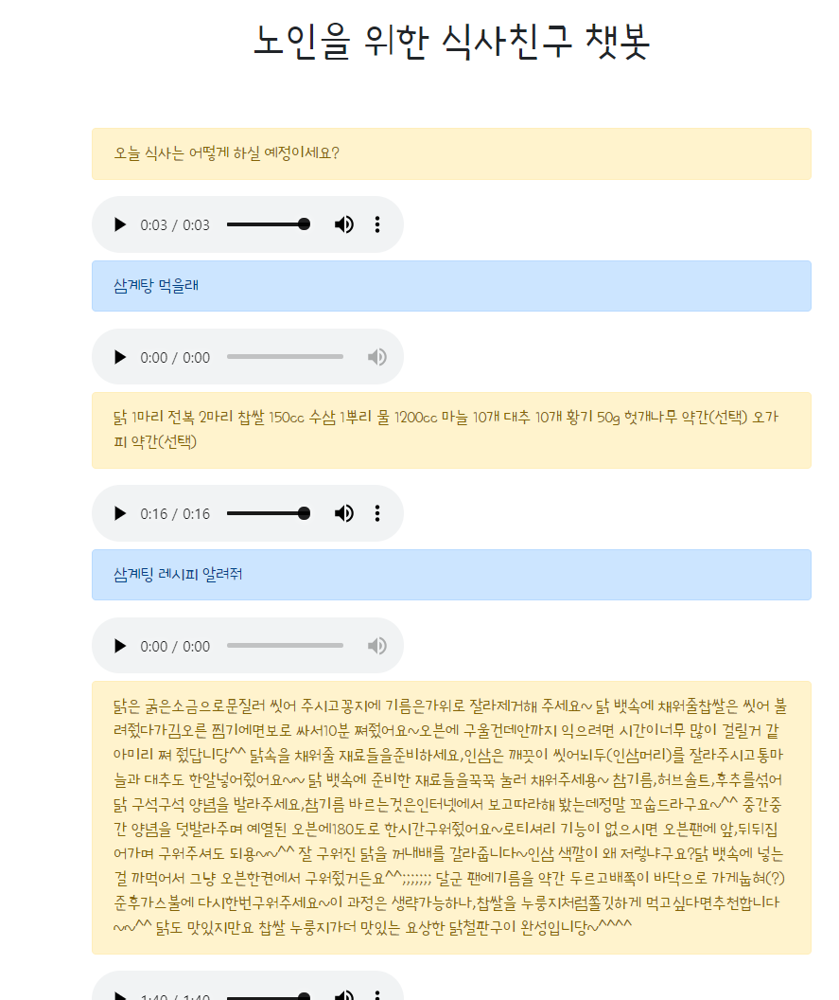 노인을 위한 식사친구 챗봇
오늘 식사는 어떻게 하실 예정이세요?
0:03 / 0:03
삼계탕 먹을래
0:00 / 0:00
닭 1마리 전복 2마리 찹쌀 150cc 수삼 1뿌리 물 1200cc 마늘 10개 대추 10개 황기 50g 헛개나무 약간(선택) 오가
피 약간(선택)
0:16 / 0:16
삼계팅 레시피 알려줘
0:00 / 0:00
닭은 굵은소금으로문질러 씻어 주시고꽁지에 기름은가위로 잘라제거해 주세요~ 닭 뱃속에 채워줄찹쌀은 씻어 불
려줬다가김오른 찜기에면보로 싸서10분 쪄줬어요~오븐에 구울건데안까지 익으려면 시간이너무 많이 걸릴거 같
아미리 쪄 줬답니당^^ 닭속을 채워줄 재료들을준비하세요,인삼은 깨끗이 씻어뇌두(인삼머리)를 잘라주시고통마
늘과 대추도 한알넣어줬어요~~ 닭 뱃속에 준비한 재료들을꾹꾹 눌러 채워주세용~ 참기름,허브솔트,후추를섞어
닭 구석구석 양념을 발라주세요,참기름 바르는것은인터넷에서 보고따라해 봤는데정말 꼬숩드라구요~^^ 중간중
간 양념을 덧발라주며 예열된 오븐에180도로 한시간구워줬어요~로티셔리 기능이 없으시면 오븐팬에 앞,뒤뒤집
어가며 구워주셔도 되용~~^^ 잘 구워진 닭을 꺼내배를 갈라줍니다~인삼 색깔이 왜 저렇냐구요?닭 뱃속에 넣는
걸 까먹어서 그냥 오븐한켠에서 구워줬거든요^^;;;;;;; 달군 팬에기름을 약간 두르고배쪽이 바닥으로 가게눕혀(?)
준후가스불에 다시한번구워주세요~이 과정은 생략가능하나,찹쌀을 누룽지처럼쫄깃하게 먹고싶다면추천합니다
~~^^ 닭도 맛있지만요 찹쌀 누룽지가더 맛있는 요상한 닭철판구이 완성입니당~^^^^
1:40 / 1:40